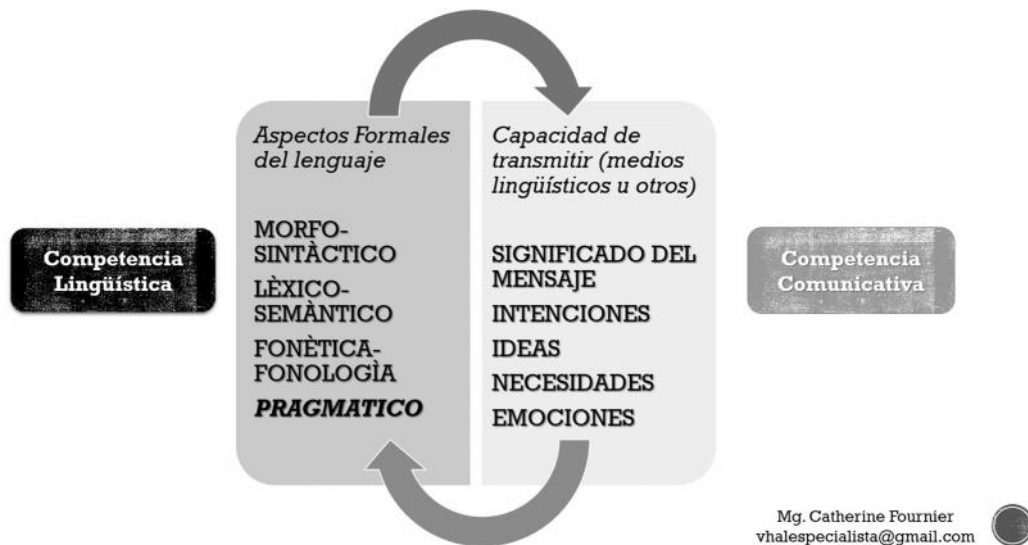 Aspectos Formales
del lenguaje
MORFO-
SINTÀCTICO
LÈXICO-
SEMÀNTICO
FONÈTICA-
FONOLOGÌA
PRAGMATICO
Capacidad de
transmitir (medios
lingüísticos u otros)
SIGNIFICADO DEL
MENSAJE
INTENCIONES
IDEAS
NECESIDADES
EMOCIONES
Competencia
Lingüística
Competencia
Comunicativa
Mg. Catherine Fournier
vhalespecialista@gmail.com